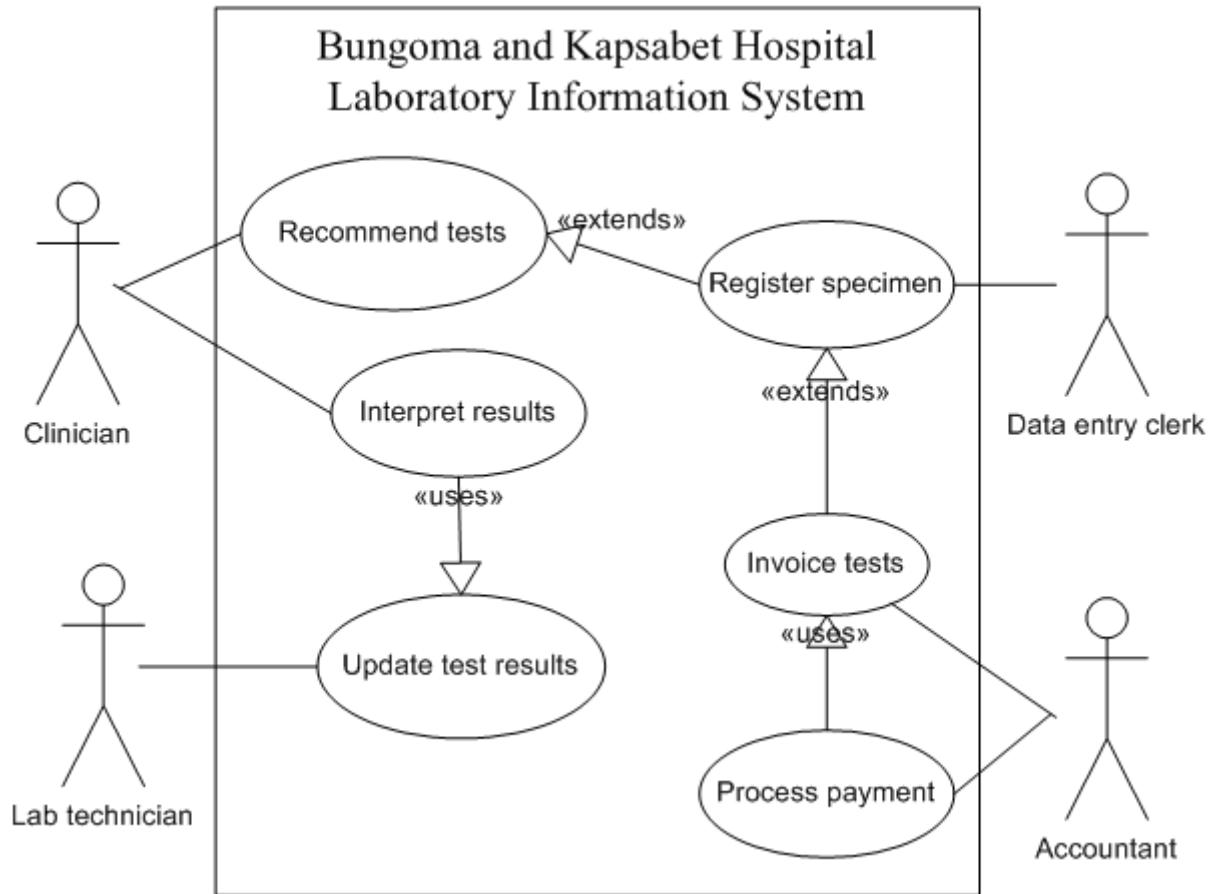 Bungoma and Kapsabet Hospital
Laboratory Information System
Recommend tests
«extends»
Register specimen
«extends»
Interpret results
Clinician
Data entry clerk
«uses»
Invoice tests
«uses»
Update test results
Process payment
Lab technician
Accountant